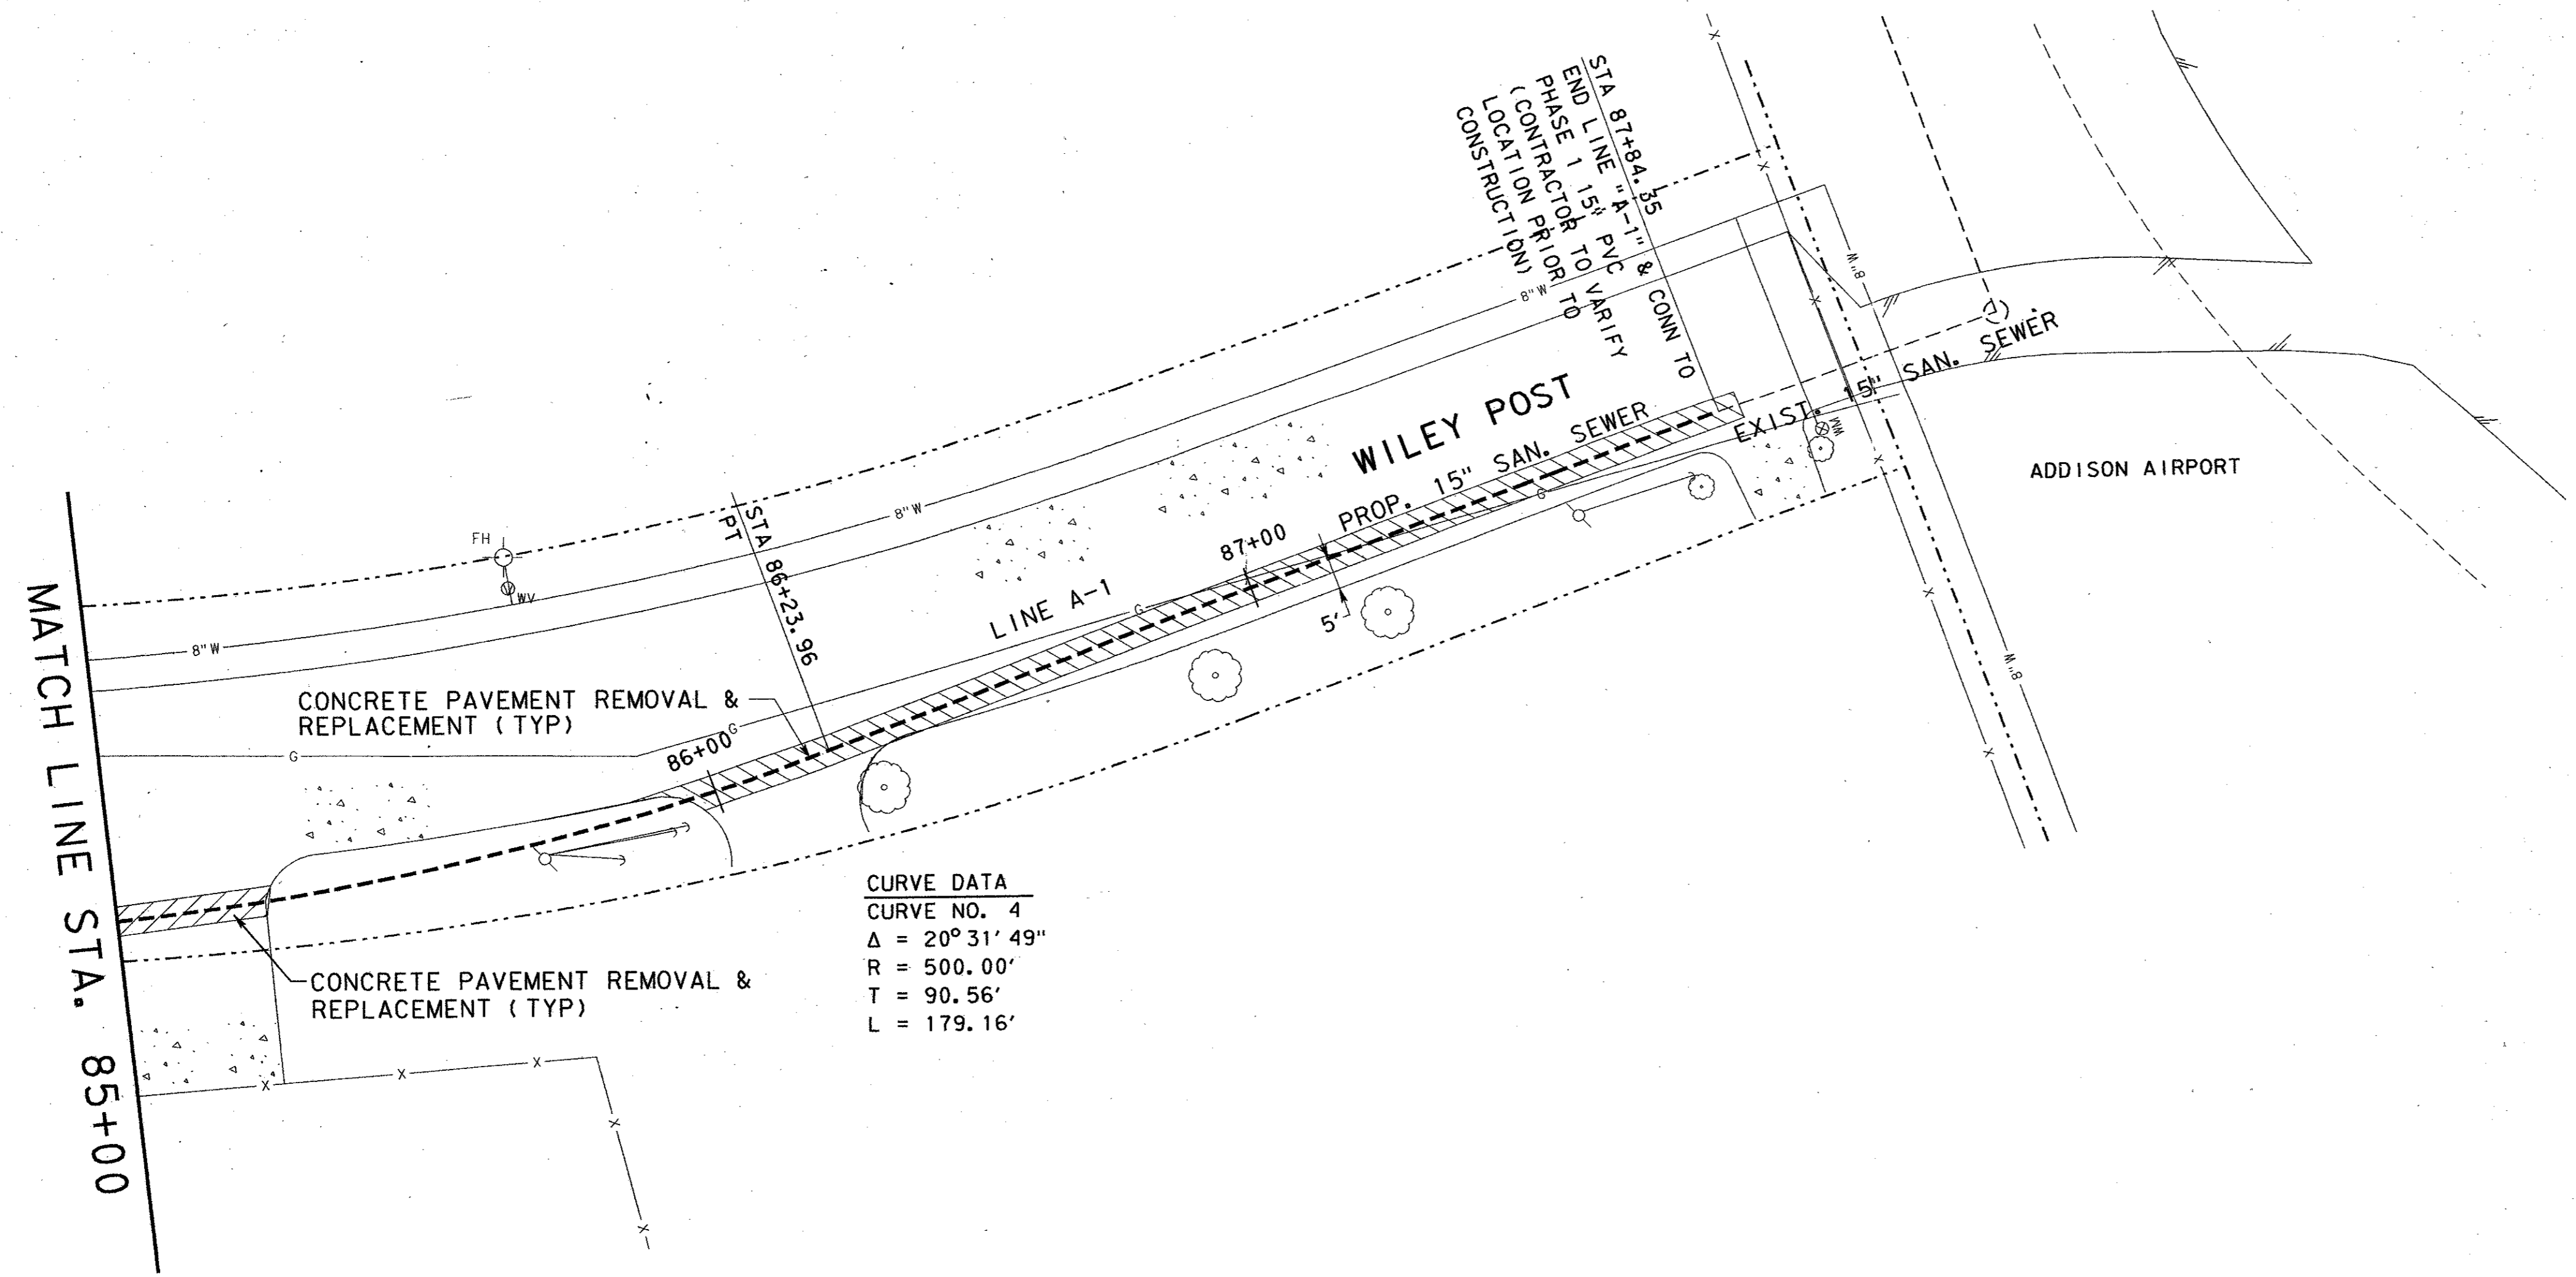 STA 87+84.35
END LINE "A-1" & CONN TO
PHASE 1 15" PVC
(CONTRACTOR TO VARIFY
LOCATION PRIOR TO
CONSTRUCTION)
X
X
X
8"W
8"W
EXIST. 15" SAN. SEWER
WM
ADDISON AIRPORT
WILEY POST
PROP. 15" SAN. SEWER
G
87+00
5'
FH
WV
8"W
STA 86+23.96
PT
8"W
LINE A-1
G
MATCH LINE STA. 85+00
CONCRETE PAVEMENT REMOVAL &
REPLACEMENT (TYP)
G
86+00
G
X
X
X
8"W
CURVE DATA
CURVE NO. 4
Δ = 20°31'49"
R = 500.00'
T = 90.56'
L = 179.16'
CONCRETE PAVEMENT REMOVAL &
REPLACEMENT (TYP)
X
X
X
X
X